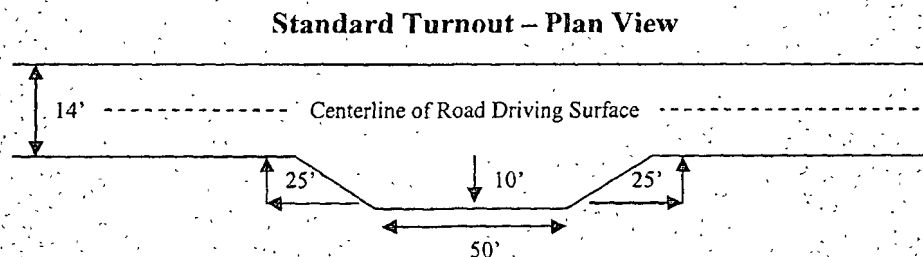 Standard Turnout – Plan View
14'
Centerline of Road Driving Surface
25'
10'
25'
50'